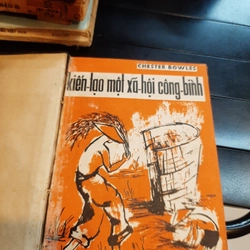 CHESTER BOWLES
kiến-tạo một xã-hội công-bình